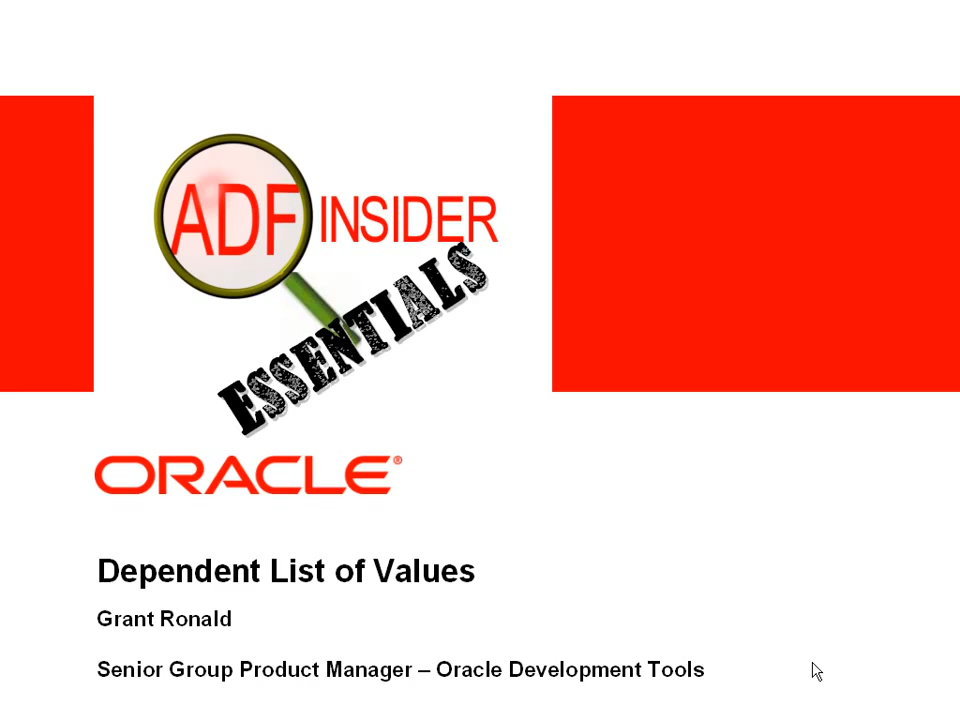 ADF INSIDER
ESSENTIALS
ORACLE®
Dependent List of Values
Grant Ronald
Senior Group Product Manager – Oracle Development Tools